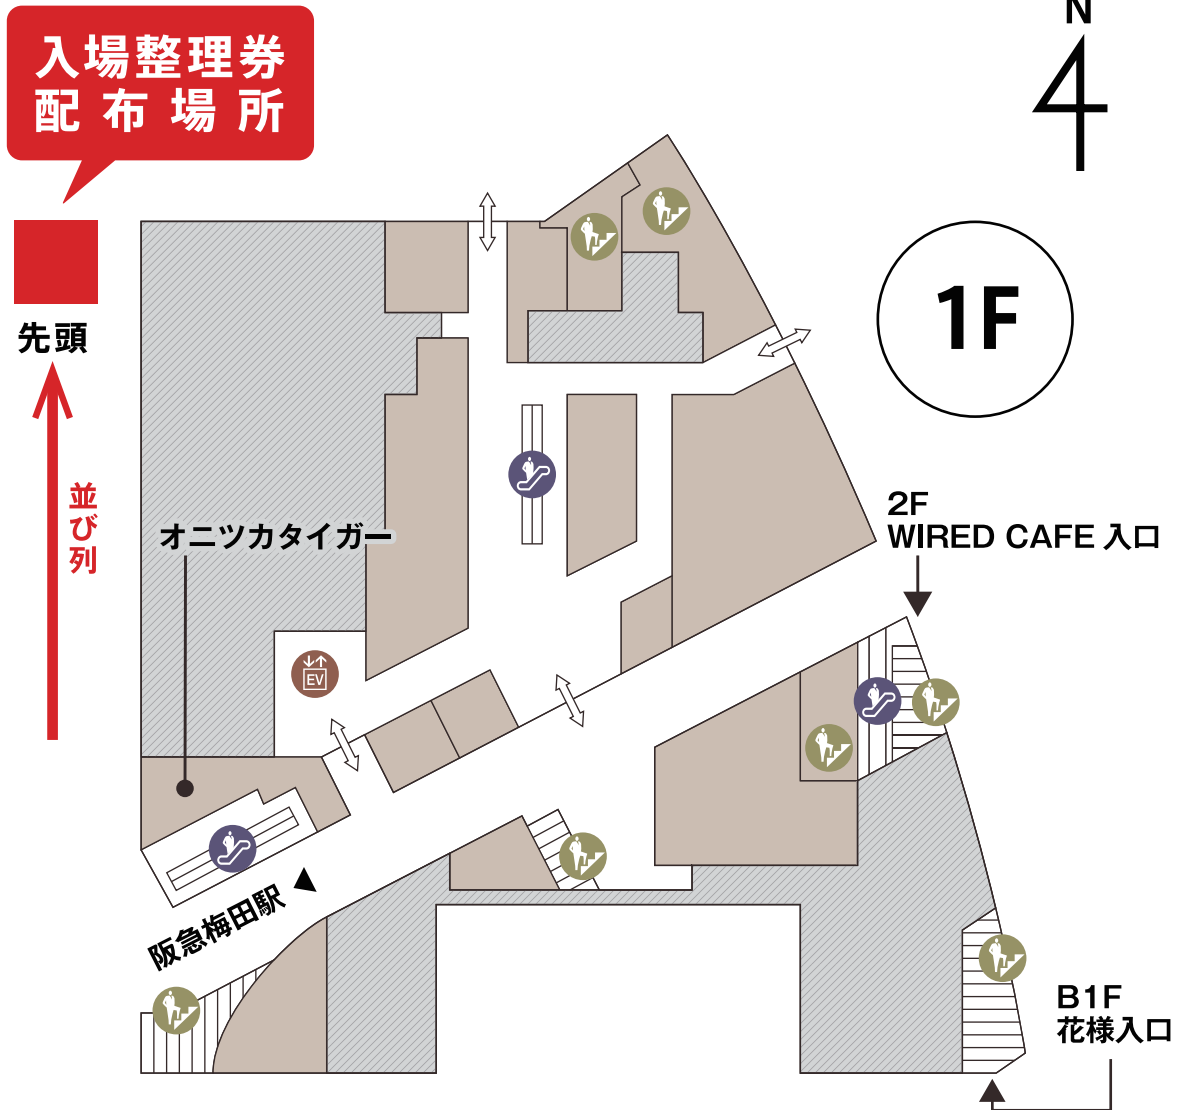 N
入場整理券
配布場所
先頭
1F
並び列
オニツカタイガー
2F
WIRED CAFE 入口
EV
阪急梅田駅
B1F
花様入口